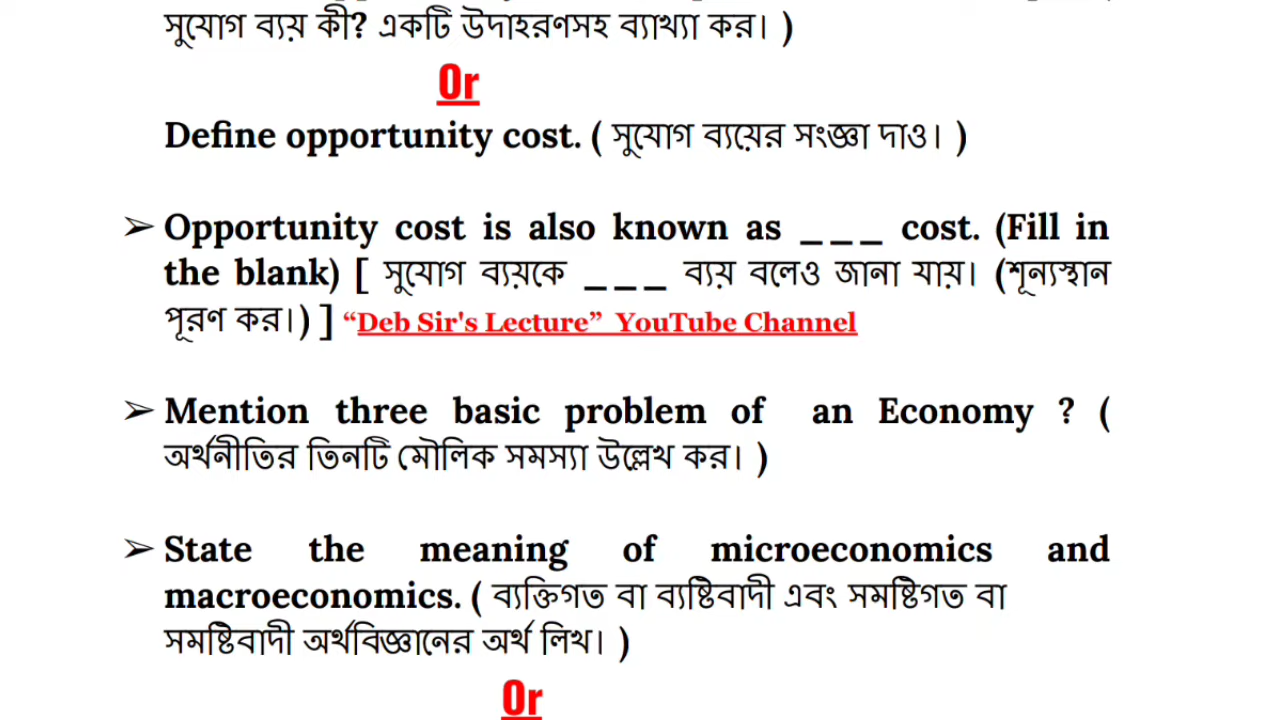 সুযোগ ব্যয় কী? একটি উদাহরণসহ ব্যাখ্যা কর। )
Or
Define opportunity cost. ( সুযোগ ব্যয়ের সংজ্ঞা দাও। )
➢ Opportunity cost is also known as _ _ _ cost. (Fill in
the blank) [ সুযোগ ব্যয়কে _ _ _ ব্যয় বলেও জানা যায়। (শূন্যস্থান
পূরণ কর।) ] “Deb Sir's Lecture” YouTube Channel
➢ Mention three basic problem of an Economy ? (
অর্থনীতির তিনটি মৌলিক সমস্যা উল্লেখ কর। )
➢ State the meaning of microeconomics and
macroeconomics. ( ব্যক্তিগত বা ব্যষ্টিবাদী এবং সমষ্টিগত বা
সমষ্টিবাদী অর্থবিজ্ঞানের অর্থ লিখ। )
Or